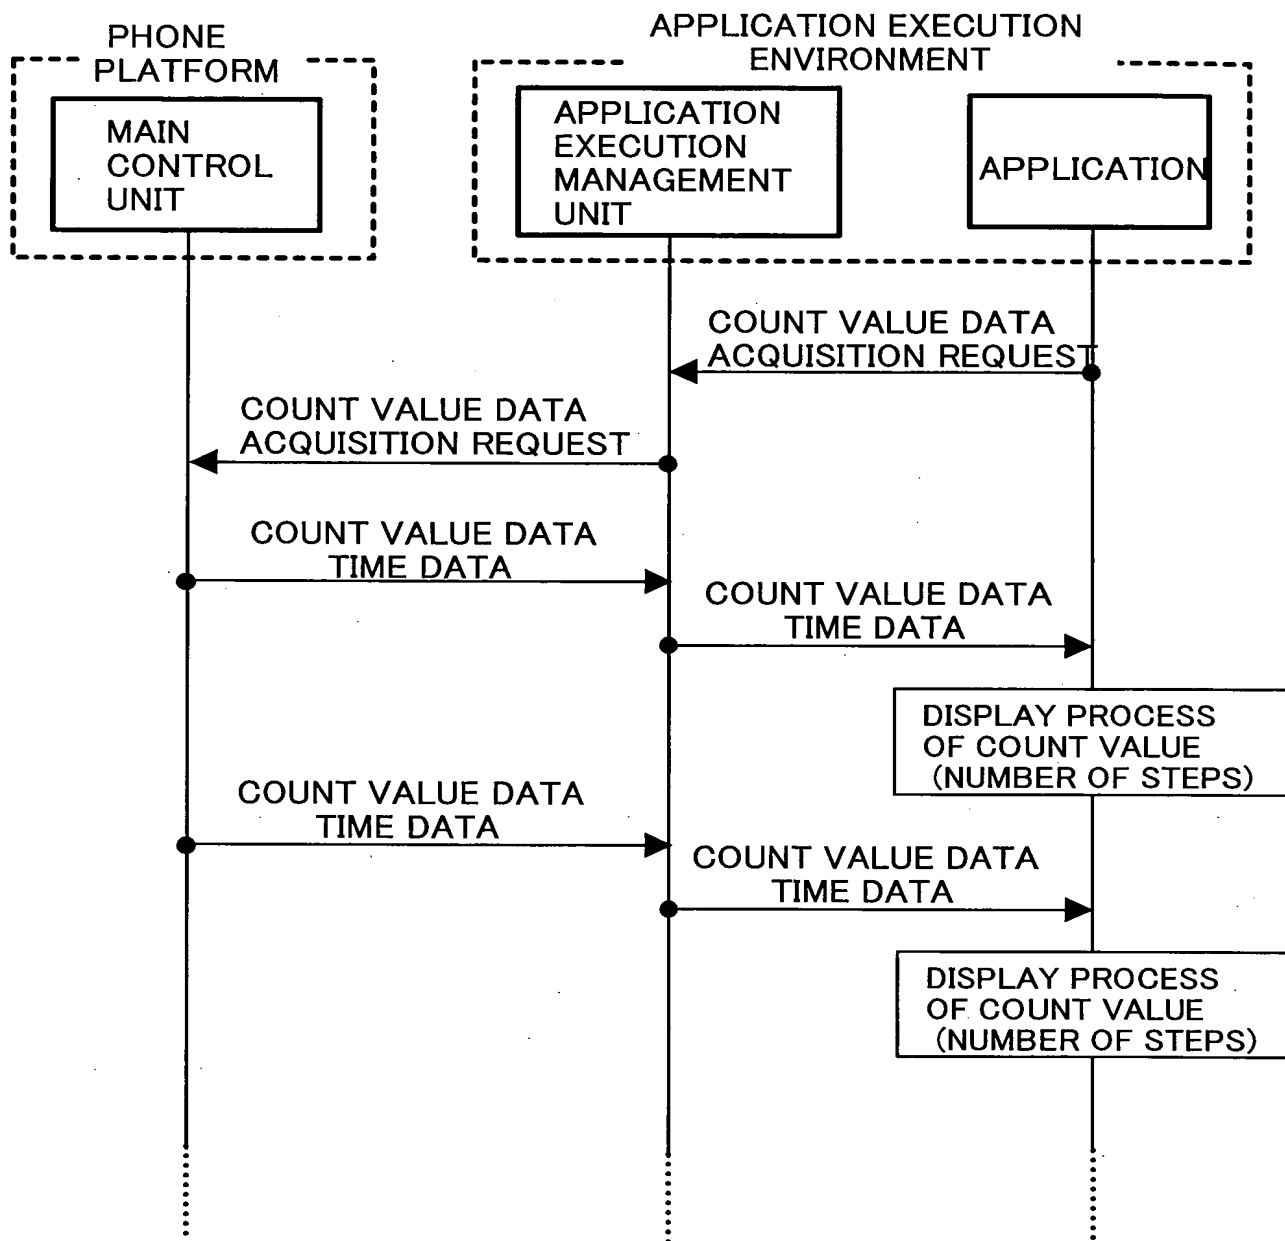 PHONE
PLATFORM
APPLICATION EXECUTION
ENVIRONMENT
MAIN
CONTROL
UNIT
APPLICATION
EXECUTION
MANAGEMENT
UNIT
APPLICATION
COUNT VALUE DATA
ACQUISITION REQUEST
COUNT VALUE DATA
ACQUISITION REQUEST
COUNT VALUE DATA
TIME DATA
COUNT VALUE DATA
TIME DATA
DISPLAY PROCESS
OF COUNT VALUE
(NUMBER OF STEPS)
COUNT VALUE DATA
TIME DATA
COUNT VALUE DATA
TIME DATA
DISPLAY PROCESS
OF COUNT VALUE
(NUMBER OF STEPS)